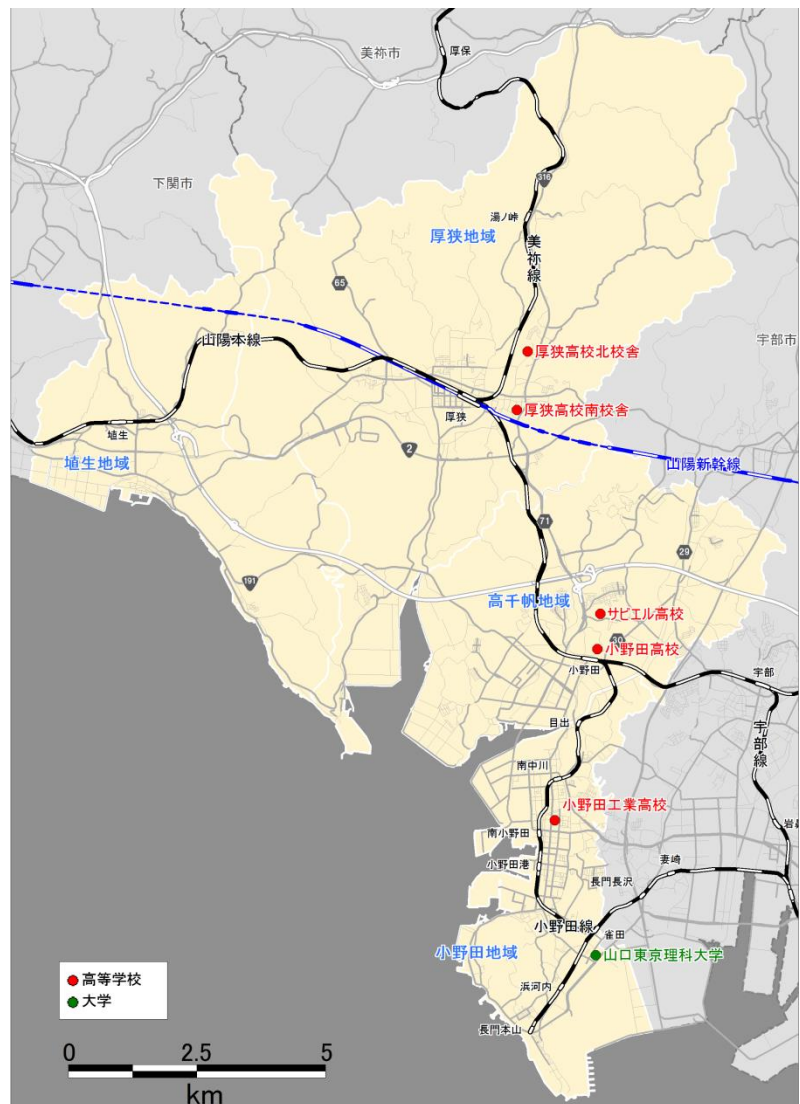 美祢市
厚保
下関市
316
湯ノ峠
厚狭地域
美祢線
65
山陽本線
宇部市
厚狭高校北校舎
厚狭高校南校舎
厚狭
埴生
2
山陽新幹線
埴生地域
71
29
191
高千帆地域
サビエル高校
30
小野田高校
小野田
宇部
目出
宇部線
南中川
小野田工業高校
南小野田
妻崎
小野田港
長門長沢
小野田線
雀田
小野田地域
山口東京理科大学
高等学校
大学
浜河内
長門本山
0 2.5 5
km